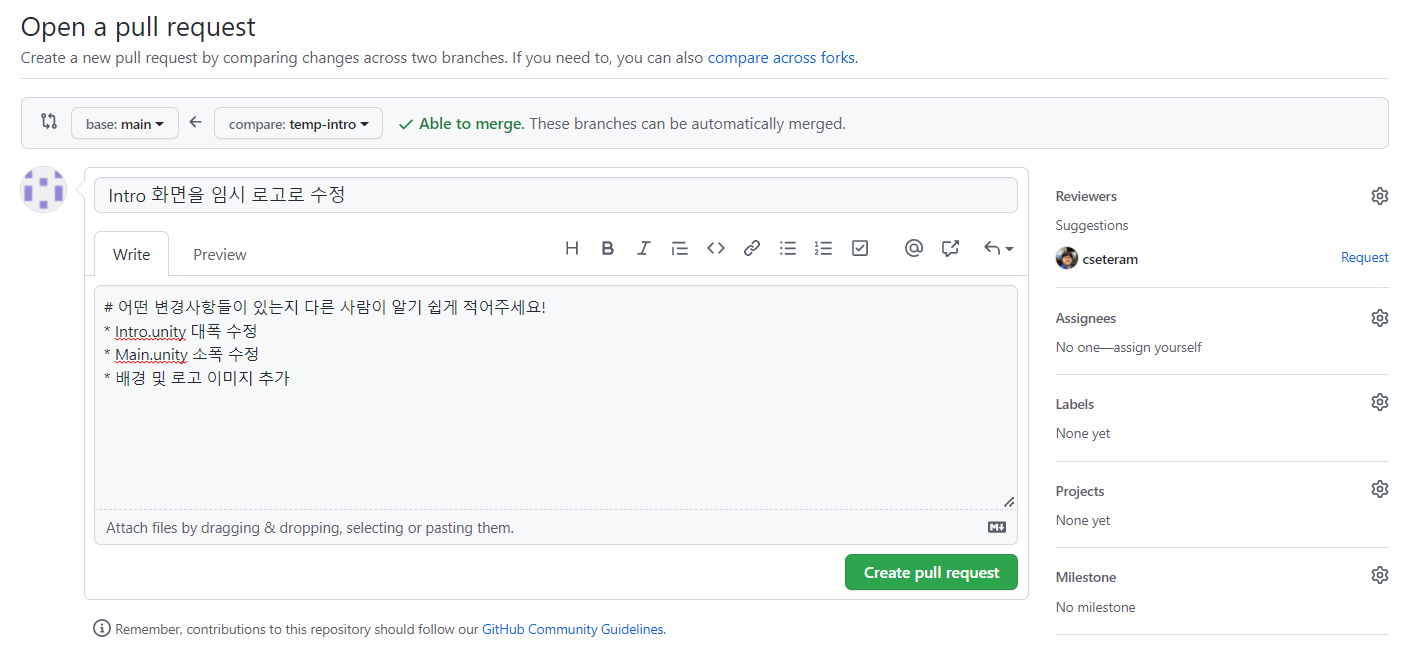 Open a pull request
Create a new pull request by comparing changes across two branches. If you need to, you can also compare across forks.
base: main
compare: temp-intro
Able to merge. These branches can be automatically merged.
Intro 화면을 임시 로고로 수정
Write
Preview
# 어떤 변경사항들이 있는지 다른 사람이 알기 쉽게 적어주세요!
* Intro.unity 대폭 수정
* Main.unity 소폭 수정
* 배경 및 로고 이미지 추가
Attach files by dragging & dropping, selecting or pasting them.
Create pull request
Remember, contributions to this repository should follow our GitHub Community Guidelines.
Reviewers
Suggestions
cseteram
Request
Assignees
No one—assign yourself
Labels
None yet
Projects
None yet
Milestone
No milestone